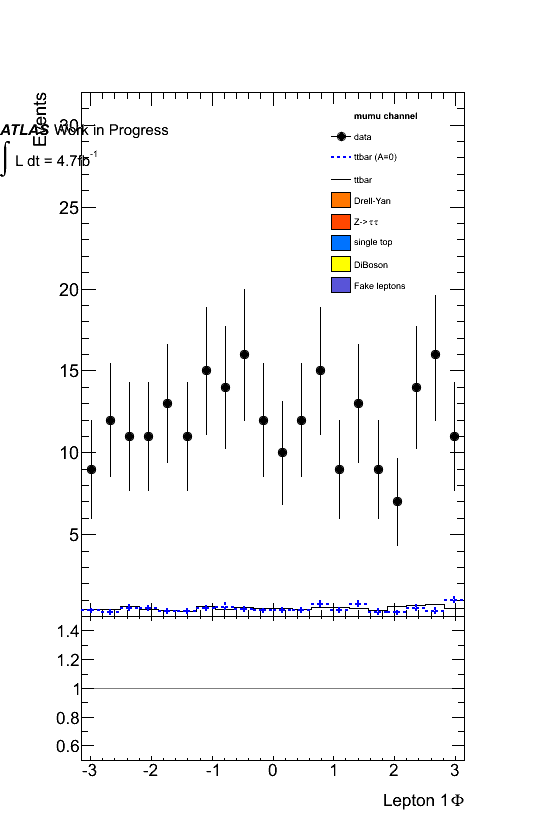 Events
30
ATLAS Work in Progress
∫ L dt = 4.7fb⁻¹
mumu channel
data
ttbar (A=0)
ttbar
Drell-Yan
Z->ττ
single top
DiBoson
Fake leptons
25
20
15
10
5
1.4
1.2
1
0.8
0.6
-3 -2 -1 0 1 2 3
Lepton 1 Φ